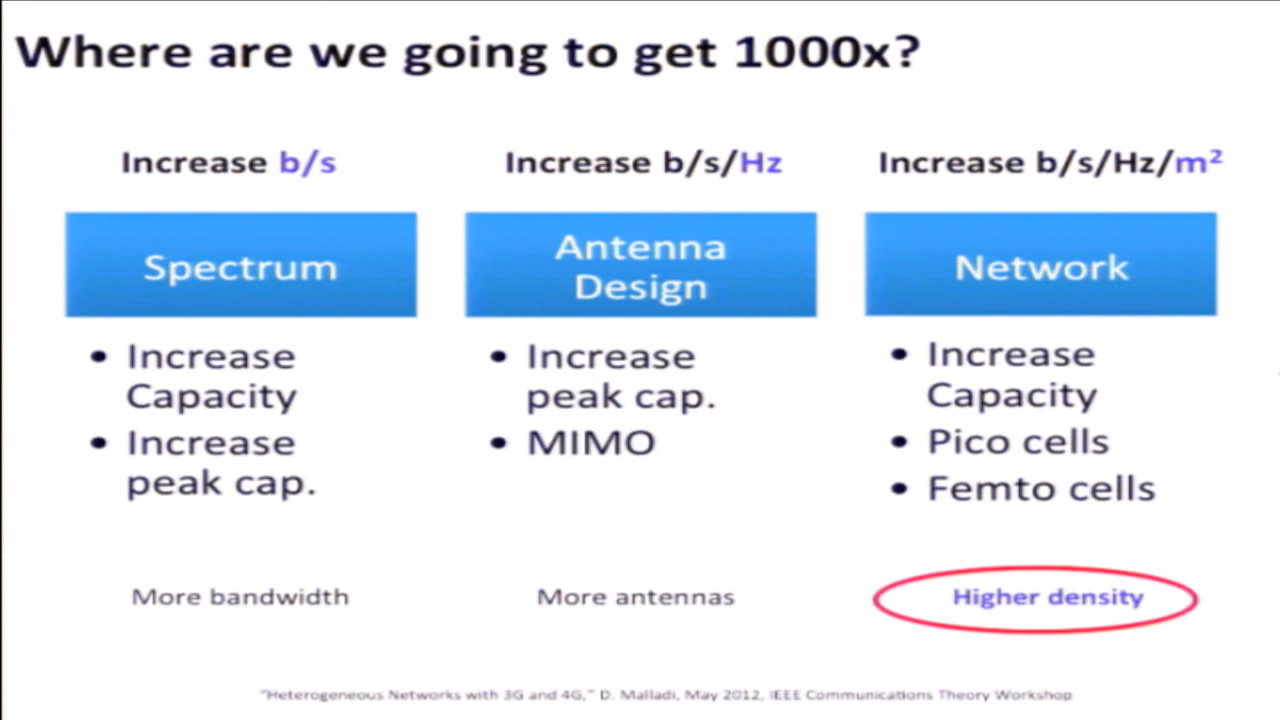 Where are we going to get 1000x?
Increase b/s
Increase b/s/Hz
Increase b/s/Hz/m²
Spectrum
Antenna
Design
Network
• Increase
Capacity
• Increase
peak cap.
• Increase
peak cap.
• MIMO
• Increase
Capacity
• Pico cells
• Femto cells
More bandwidth
More antennas
Higher density
"Heterogeneous Networks with 3G and 4G," D. Malladi, May 2012, IEEE Communications Theory Workshop